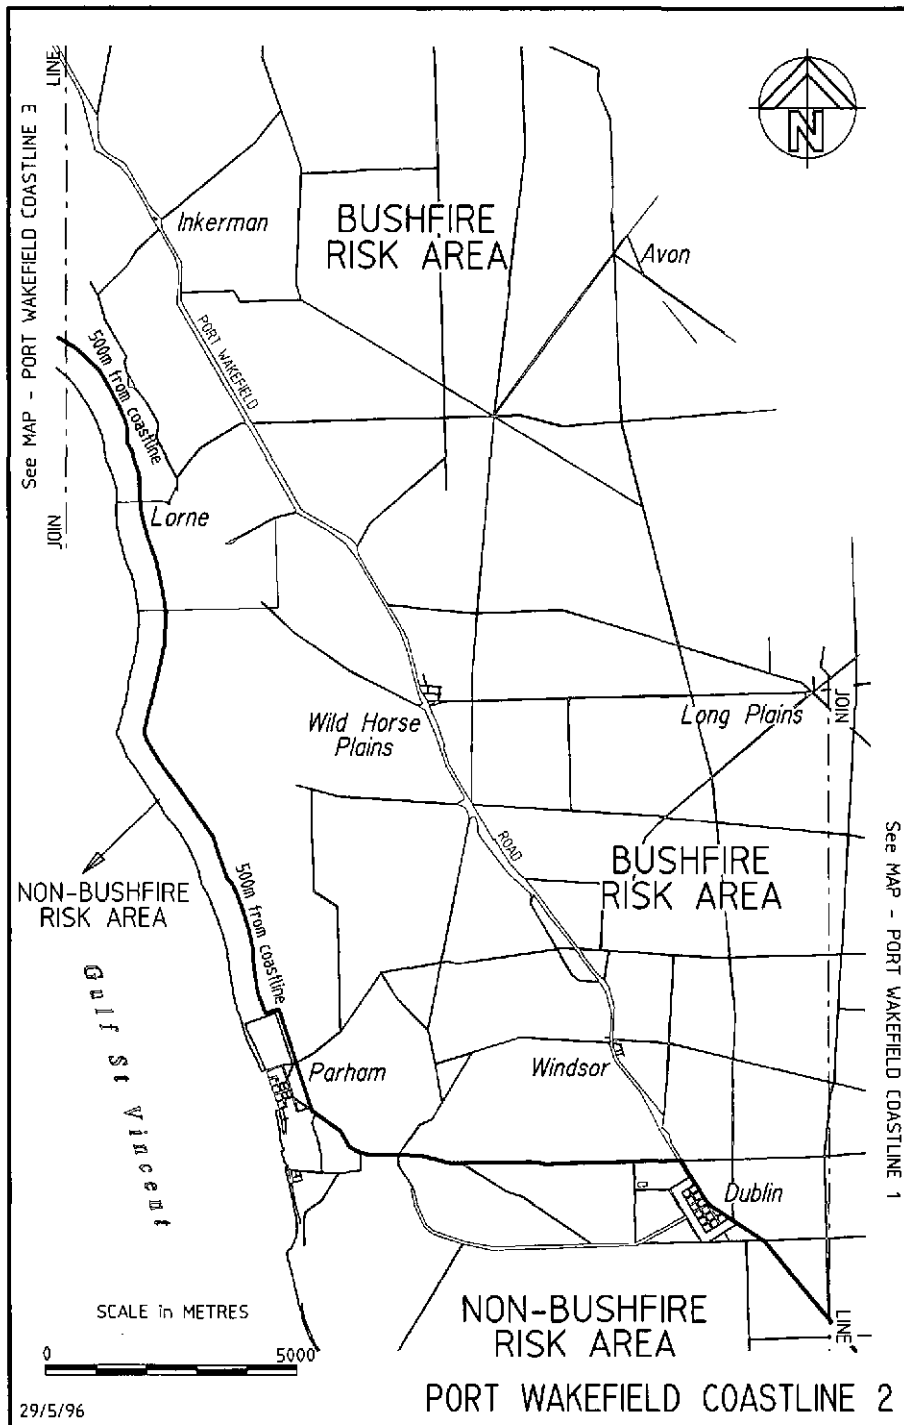 LINE
See MAP - PORT WAKEFIELD COASTLINE 3
JOIN
N
Inkerman
BUSHFIRE
RISK AREA
Avon
PORT WAKEFIELD
500m from coastline
Lorne
Wild Horse
Plains
Long Plains
JOIN
ROAD
BUSHFIRE
RISK AREA
See MAP - PORT WAKEFIELD COASTLINE 1
NON-BUSHFIRE
RISK AREA
500m from coastline
Gulf St Vincent
Parham
Windsor
Dublin
LINE
NON-BUSHFIRE
RISK AREA
SCALE in METRES
0 5000
PORT WAKEFIELD COASTLINE 2
29/5/96